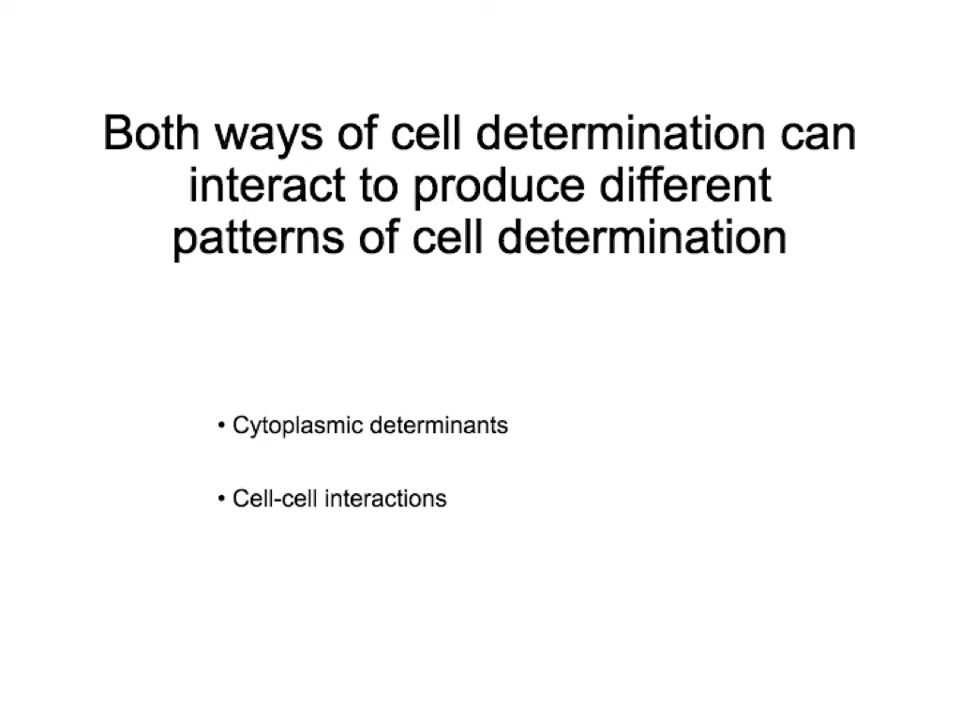 Both ways of cell determination can
interact to produce different
patterns of cell determination
• Cytoplasmic determinants
• Cell-cell interactions